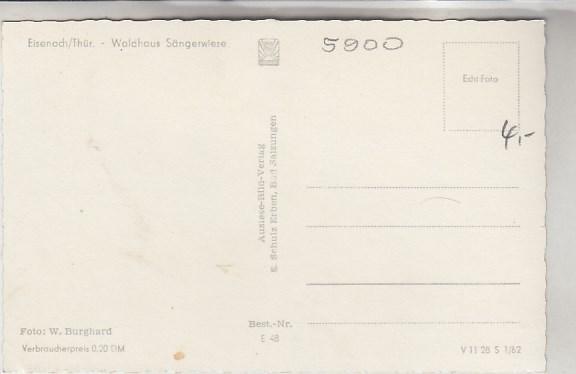 Eisenach/Thür. - Waldhaus Sängerwiese
5900
Echt Foto
4,-
Auslese-Bild-Verlag
E. Schulz Erben, Bad Salzungen
Foto: W. Burghard
Verbraucherpreis 0,20 DM
Best.-Nr.
E 48
V 11 28 S 1/62